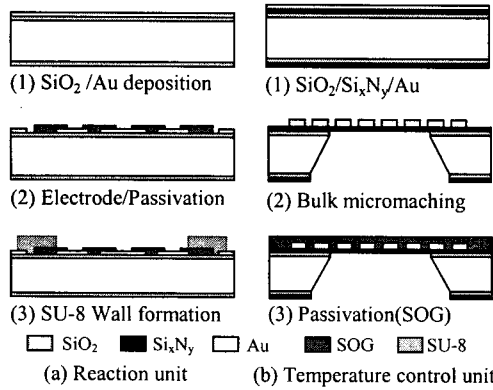 (1) SiO2 /Au deposition
(2) Electrode/Passivation
(3) SU-8 Wall formation
(1) SiO2/SixNy/Au
(2) Bulk micromaching
(3) Passivation(SOG)
SiO2 SixNy Au SOG SU-8
(a) Reaction unit (b) Temperature control unit